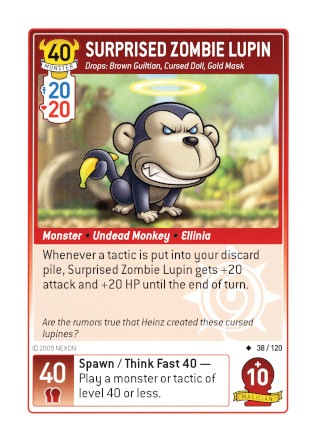 40
MONSTER
SURPRISED ZOMBIE LUPIN
Drops: Brown Guiltian, Cursed Doll, Gold Mask
20
20
Monster • Undead Monkey • Ellinia
Whenever a tactic is put into your discard
pile, Surprised Zombie Lupin gets +20
attack and +20 HP until the end of turn.
Are the rumors true that Heinz created these cursed
lupines?
©2009 NEXON
◆ 38/120
40
Spawn / Think Fast 40 —
Play a monster or tactic of
level 40 or less.
+
10
MAGICIAN